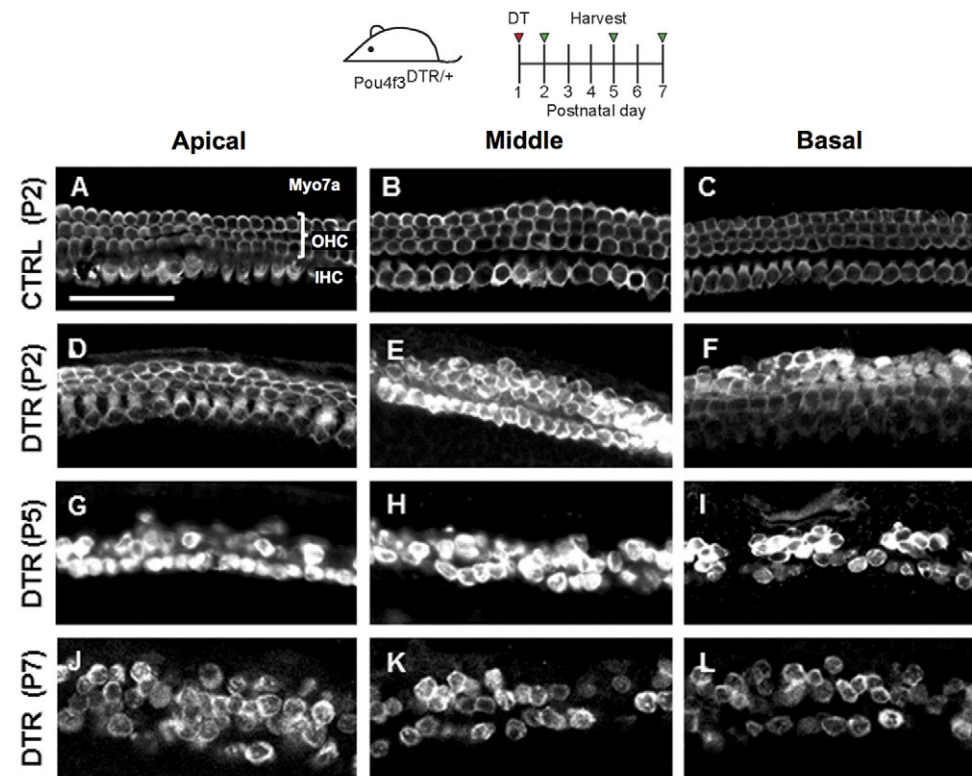 DT Harvest
Pou4f3DTR/+
1 2 3 4 5 6 7
Postnatal day
Apical Middle Basal
CTRL (P2)
A Myo7a OHC IHC
B
C
DTR (P2)
D
E
F
DTR (P5)
G
H
I
DTR (P7)
J
K
L